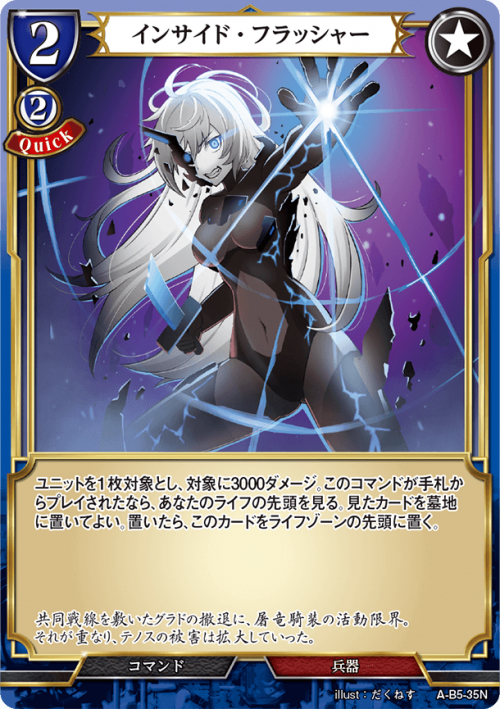 2
インサイド・フラッシャー
2
Quick
ユニットを1枚対象とし、対象に3000ダメージ。このコマンドが手札か
らプレイされたなら、あなたのライフの先頭を見る。見たカードを墓地
に置いてよい。置いたら、このカードをライフゾーンの先頭に置く。
共同戦線を敷いたグラドの撤退に、屠竜騎装の活動限界。
それが重なり、テノスの被害は拡大していった。
コマンド
兵器
illust：だくねす A-B5-35N